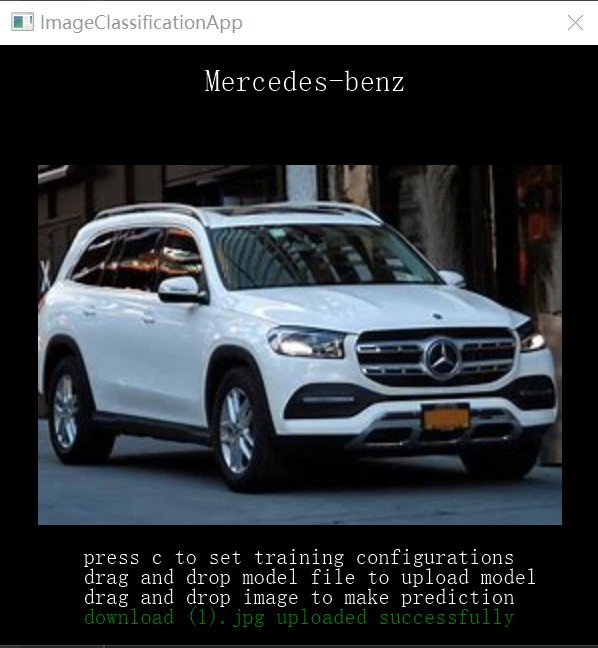 ImageClassificationApp
Mercedes-benz
press c to set training configurations
drag and drop model file to upload model
drag and drop image to make prediction
download (1).jpg uploaded successfully